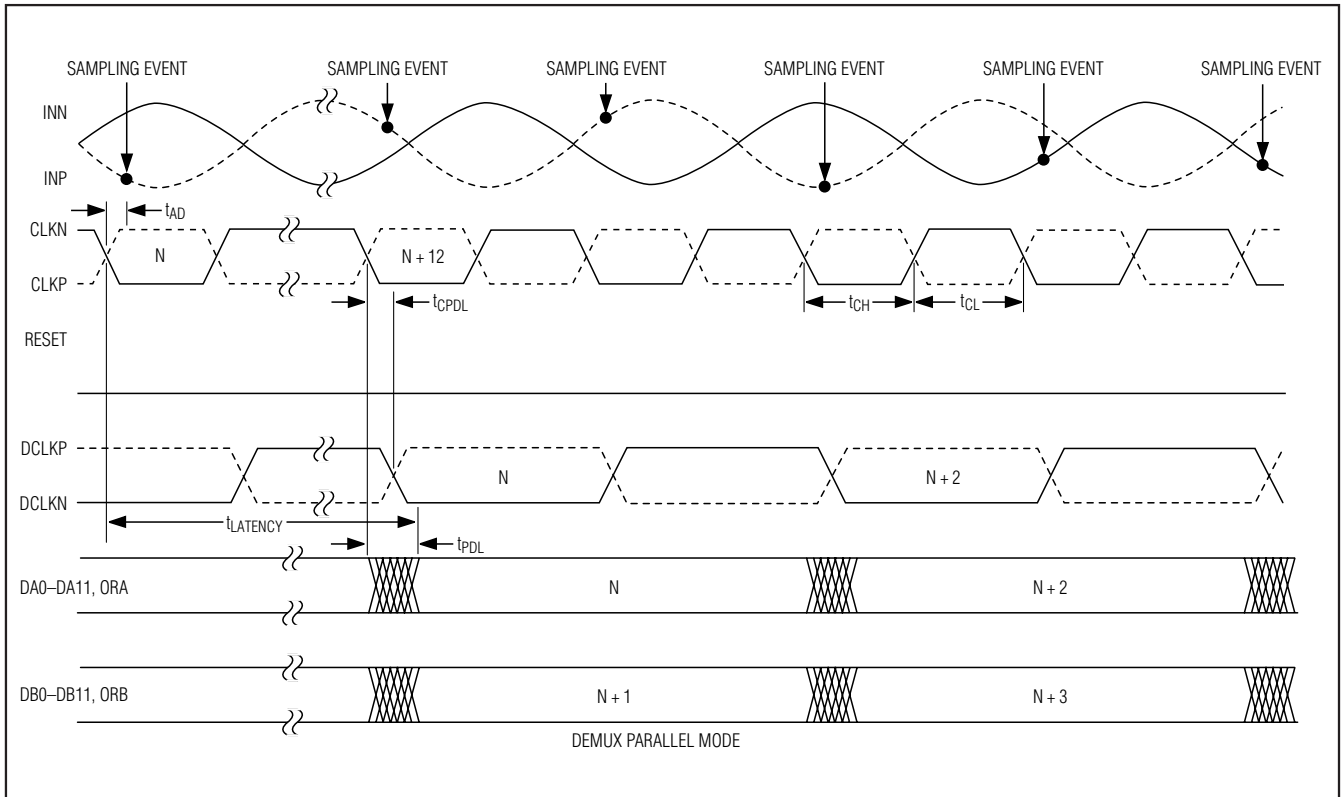 SAMPLING EVENT SAMPLING EVENT SAMPLING EVENT SAMPLING EVENT SAMPLING EVENT SAMPLING EVENT
INN
INP
tAD
CLKN
N N + 12
CLKP
tCPDL tCH tCL
RESET
DCLKP
N N + 2
DCLKN
tLATENCY
tPDL
DA0–DA11, ORA N N + 2
DB0–DB11, ORB N + 1 N + 3
DEMUX PARALLEL MODE